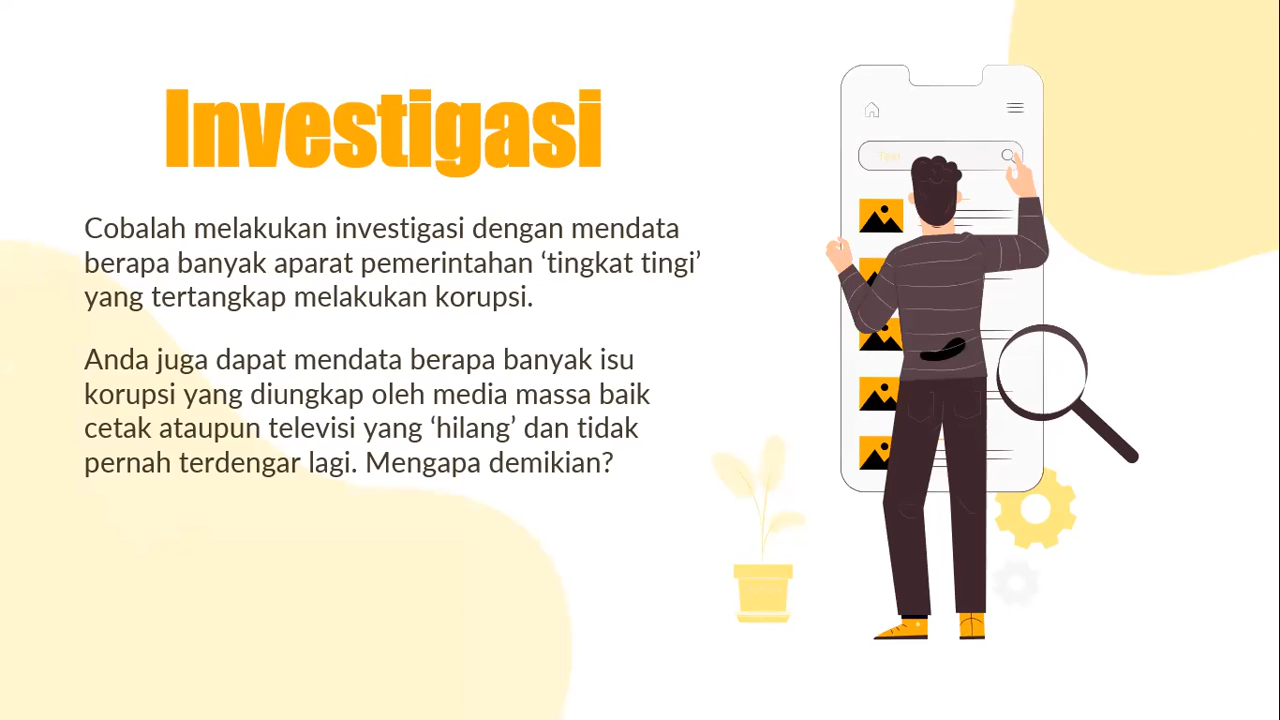 Investigasi
Cobalah melakukan investigasi dengan mendata
berapa banyak aparat pemerintahan ‘tingkat tingi’
yang tertangkap melakukan korupsi.
Anda juga dapat mendata berapa banyak isu
korupsi yang diungkap oleh media massa baik
cetak ataupun televisi yang ‘hilang’ dan tidak
pernah terdengar lagi. Mengapa demikian?